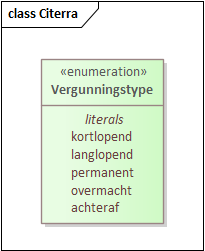 class Citerra
«enumeration»
Vergunningstype
literals
kortlopend
langlopend
permanent
overmacht
achteraf